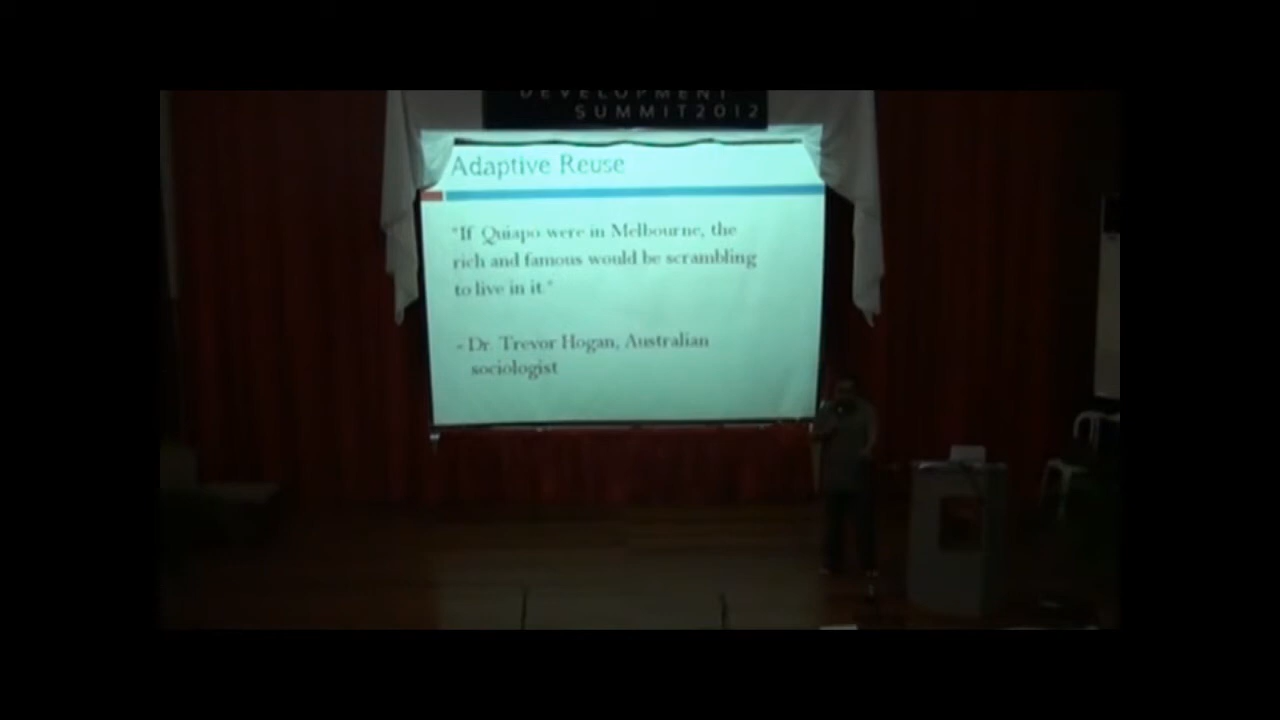 DEVELOPMENT
SUMMIT2012
Adaptive Reuse
"If Quiapo were in Melbourne, the
rich and famous would be scrambling
to live in it."
- Dr. Trevor Hogan, Australian
sociologist